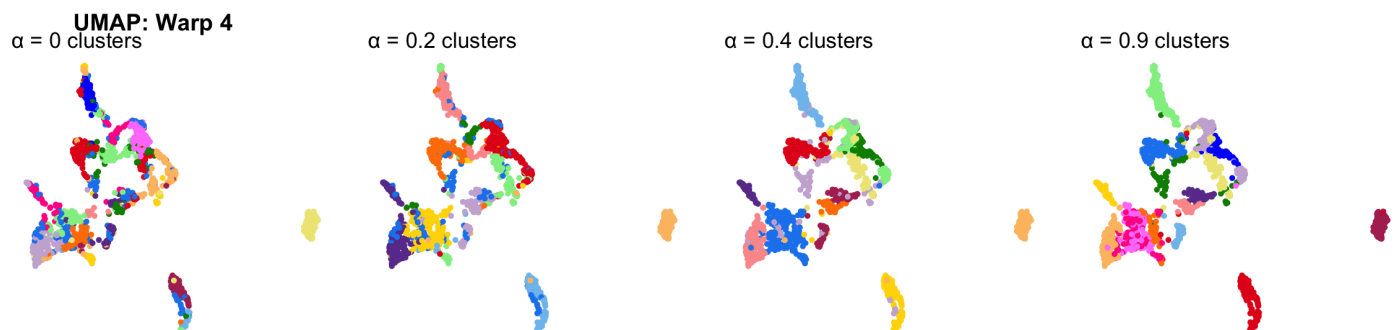 UMAP: Warp 4
α = 0 clusters
α = 0.2 clusters
α = 0.4 clusters
α = 0.9 clusters